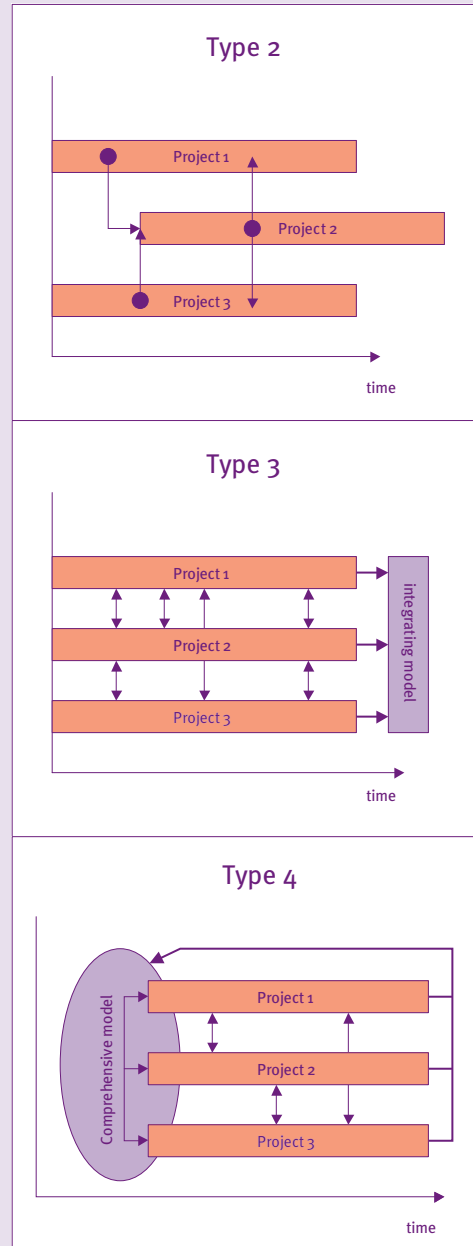 Type 2
Project 1
Project 2
Project 3
time
Type 3
Project 1
Project 2
Project 3
integrating model
time
Type 4
Comprehensive model
Project 1
Project 2
Project 3
time